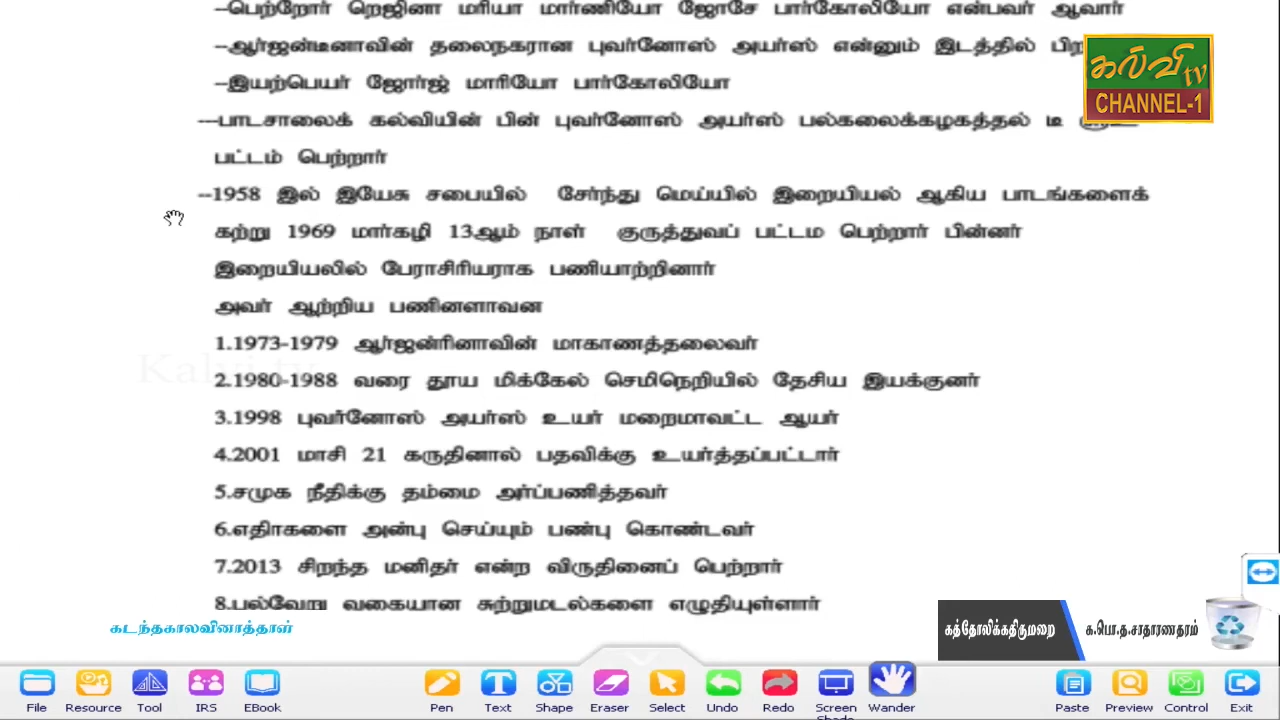 --பெற்றோர் றெஜினா மரியா மார்ணியோ ஜோசே பார்கோலியோ என்பவர் ஆவார்
--ஆர்ஜன்டீனாவின் தலைநகரான புவர்னோஸ் அயர்ஸ் என்னும் இடத்தில்
--இயற்பெயர் ஜோர்ஜ் மாரியோ பார்கோலியோ
---பாடசாலைக் கல்வியின் பின் புவர்னோஸ் அயர்ஸ் பல்கலைக்கழகத்தல்
பட்டம் பெற்றார்
--1958 இல் இயேசு சபையில் சேர்ந்து மெய்யில் இறையியல் ஆகிய பாடங்களைக்
கற்று 1969 மார்கழி 13ஆம் நாள் குருத்துவப் பட்டம பெற்றார் பின்னர்
இறையியலில் பேராசிரியராக பணியாற்றினார்
அவர் ஆற்றிய பணினளாவன
1.1973-1979 ஆர்ஜன்ரினாவின் மாகாணத்தலைவர்
2.1980-1988 வரை தூய மிக்கேல் செமிநெறியில் தேசிய இயக்குனர்
3.1998 புவர்னோஸ் அயர்ஸ் உயர் மறைமாவட்ட ஆயர்
4.2001 மாசி 21 கருதினால் பதவிக்கு உயர்த்தப்பட்டார்
5.சமுக நீதிக்கு தம்மை அர்ப்பணித்தவர்
6.எதிரகளை அன்பு செய்யும் பண்பு கொண்டவர்
7.2013 சிறந்த மனிதர் என்ற விருதினைப் பெற்றார்
8.பல்வேறு வகையான சுற்றுமடல்களை எழுதியுள்ளார்
கல்வி tv
CHANNEL-1
Kalvi tv
கடந்தகாலவினாத்தாள்
கத்தோலிக்கதிருமறை
க.பொ.த.சாதாரணதரம்
File Resource Tool IRS EBook Pen Text Shape Eraser Select Undo Redo Screen Shade Wander Paste Preview Control Exit